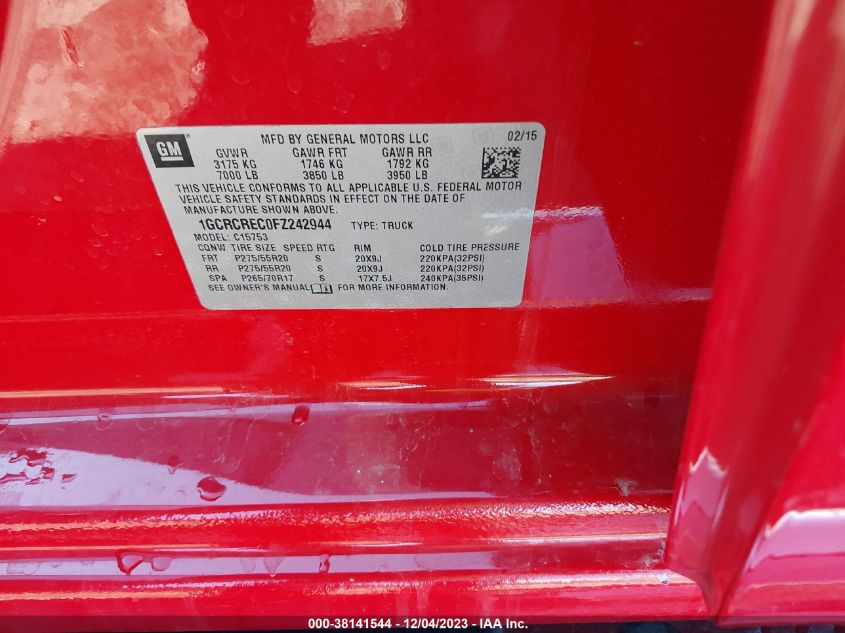 GM
MFD BY GENERAL MOTORS LLC 02/15
GVWR GAWR FRT GAWR RR
3175 KG 1746 KG 1792 KG
7000 LB 3850 LB 3950 LB
THIS VEHICLE CONFORMS TO ALL APPLICABLE U.S. FEDERAL MOTOR
VEHICLE SAFETY STANDARDS IN EFFECT ON THE DATE OF
MANUFACTURE SHOWN ABOVE.
1GCRCREC0FZ242944 TYPE: TRUCK
MODEL: C15753
CQNW TIRE SIZE SPEED RTG RIM COLD TIRE PRESSURE
FRT P275/55R20 S 20X9J 220KPA(32PSI)
RR P275/55R20 S 20X9J 220KPA(32PSI)
SPA P265/70R17 S 17X7.5J 240KPA(35PSI)
SEE OWNER'S MANUAL FOR MORE INFORMATION.
000-38141544 - 12/04/2023 - IAA Inc.